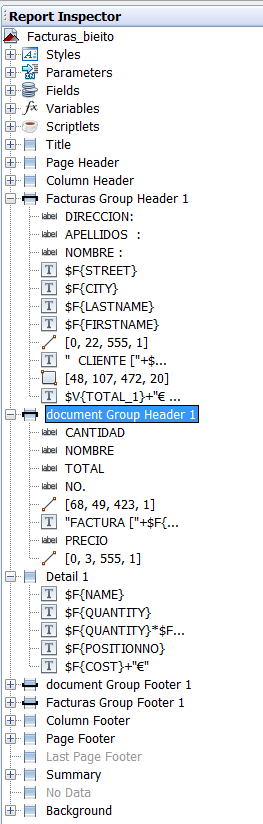 Report Inspector
Facturas_bieito
Styles
Parameters
Fields
fx Variables
Scriptlets
Title
Page Header
Column Header
Facturas Group Header 1
label DIRECCION:
label APELLIDOS :
label NOMBRE :
T $F{STREET}
T $F{CITY}
T $F{LASTNAME}
T $F{FIRSTNAME}
[0, 22, 555, 1]
T " CLIENTE ["+$...
[48, 107, 472, 20]
T $V{TOTAL_1}+"€ ...
document Group Header 1
label CANTIDAD
label NOMBRE
label TOTAL
label NO.
[68, 49, 423, 1]
T "FACTURA ["+$F{...
label PRECIO
[0, 3, 555, 1]
Detail 1
T $F{NAME}
T $F{QUANTITY}
T $F{QUANTITY}*$F...
T $F{POSITIONNO}
T $F{COST}+"€"
document Group Footer 1
Facturas Group Footer 1
Column Footer
Page Footer
Last Page Footer
Summary
No Data
Background